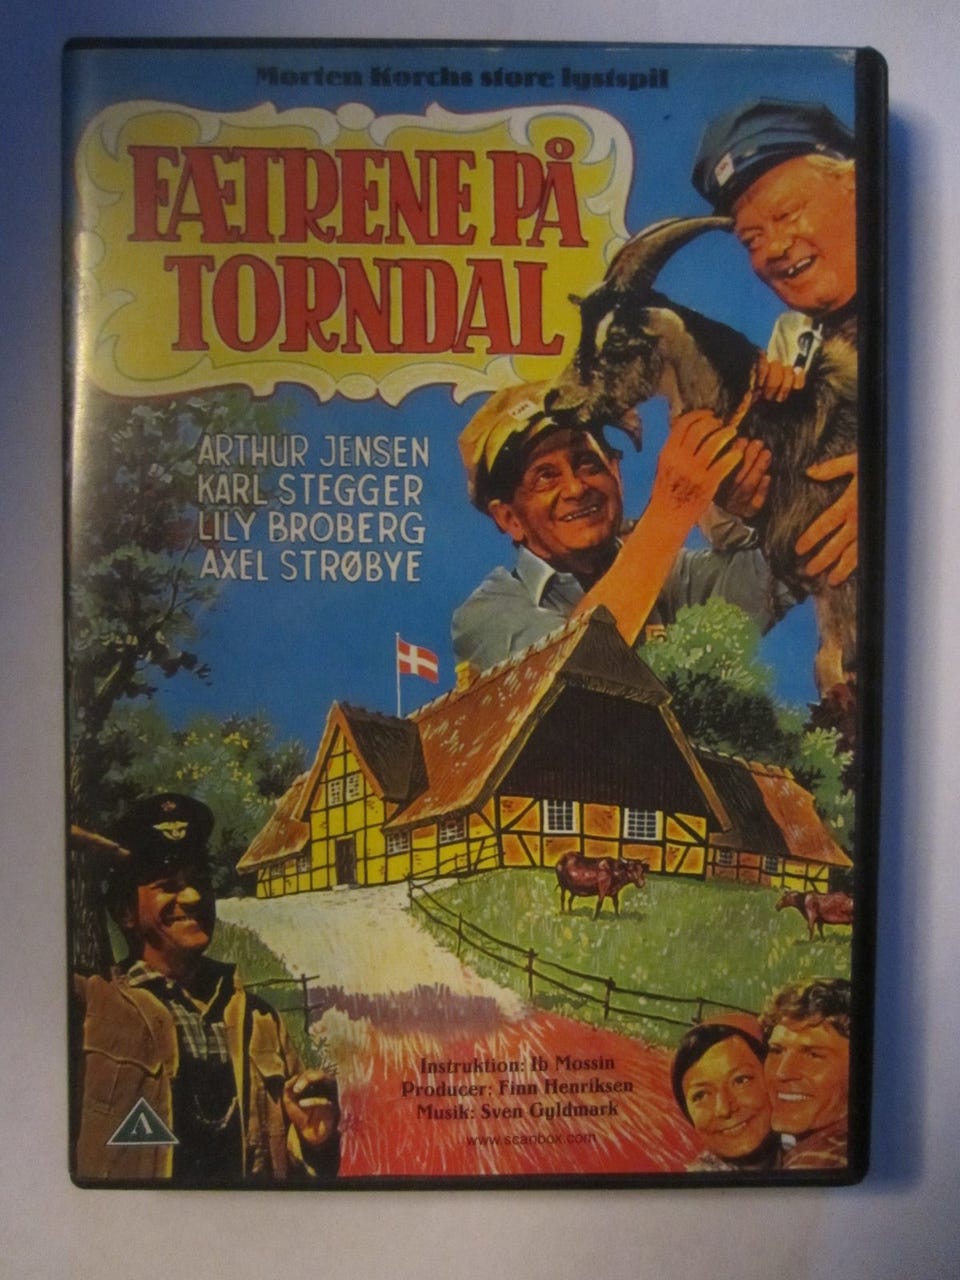 Morten Korchs store lystspil
FÆTRENE PÅ
TORNDAL
ARTHUR JENSEN
KARL STEGGER
LILY BROBERG
AXEL STRØBYE
Instruktion: Ib Mossin
Producer: Finn Henriksen
Musik: Sven Gyldmark
www.scanbox.com
A